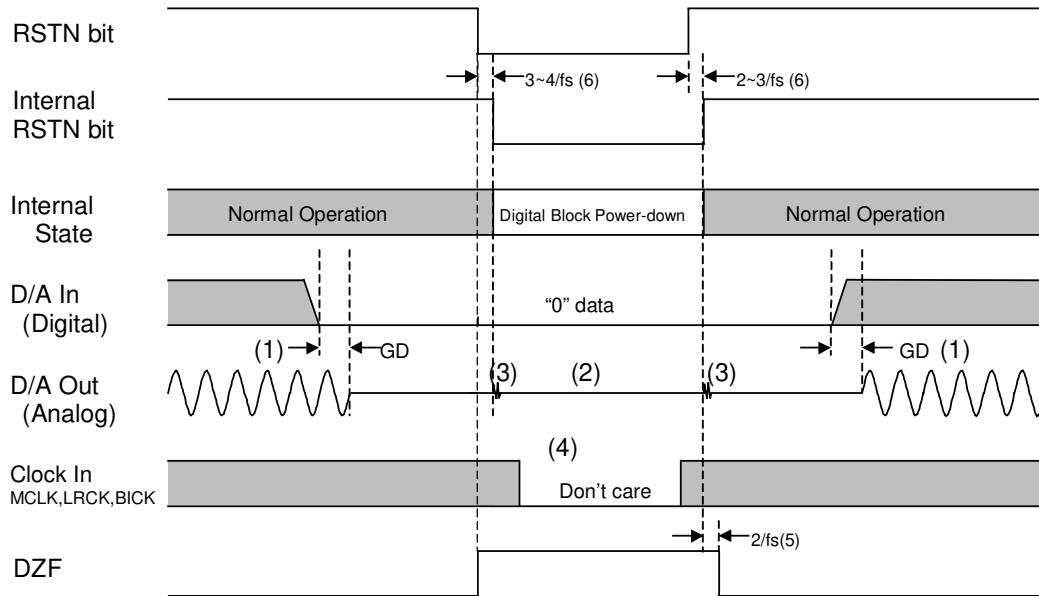 RSTN bit
3~4/fs (6)
2~3/fs (6)
Internal
RSTN bit
Internal
State
Normal Operation
Digital Block Power-down
Normal Operation
D/A In
(Digital)
“0” data
(1)
GD
GD
(1)
D/A Out
(Analog)
(3)
(2)
(3)
(4)
Clock In
MCLK,LRCK,BICK
Don’t care
2/fs(5)
DZF